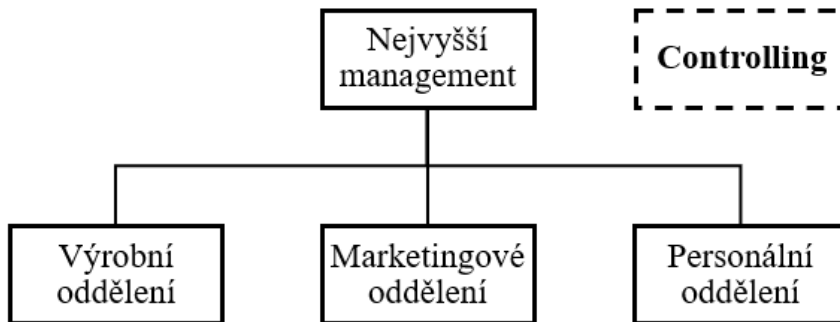 Nejvyšší
management
Controlling
Výrobní
oddělení
Marketingové
oddělení
Personální
oddělení